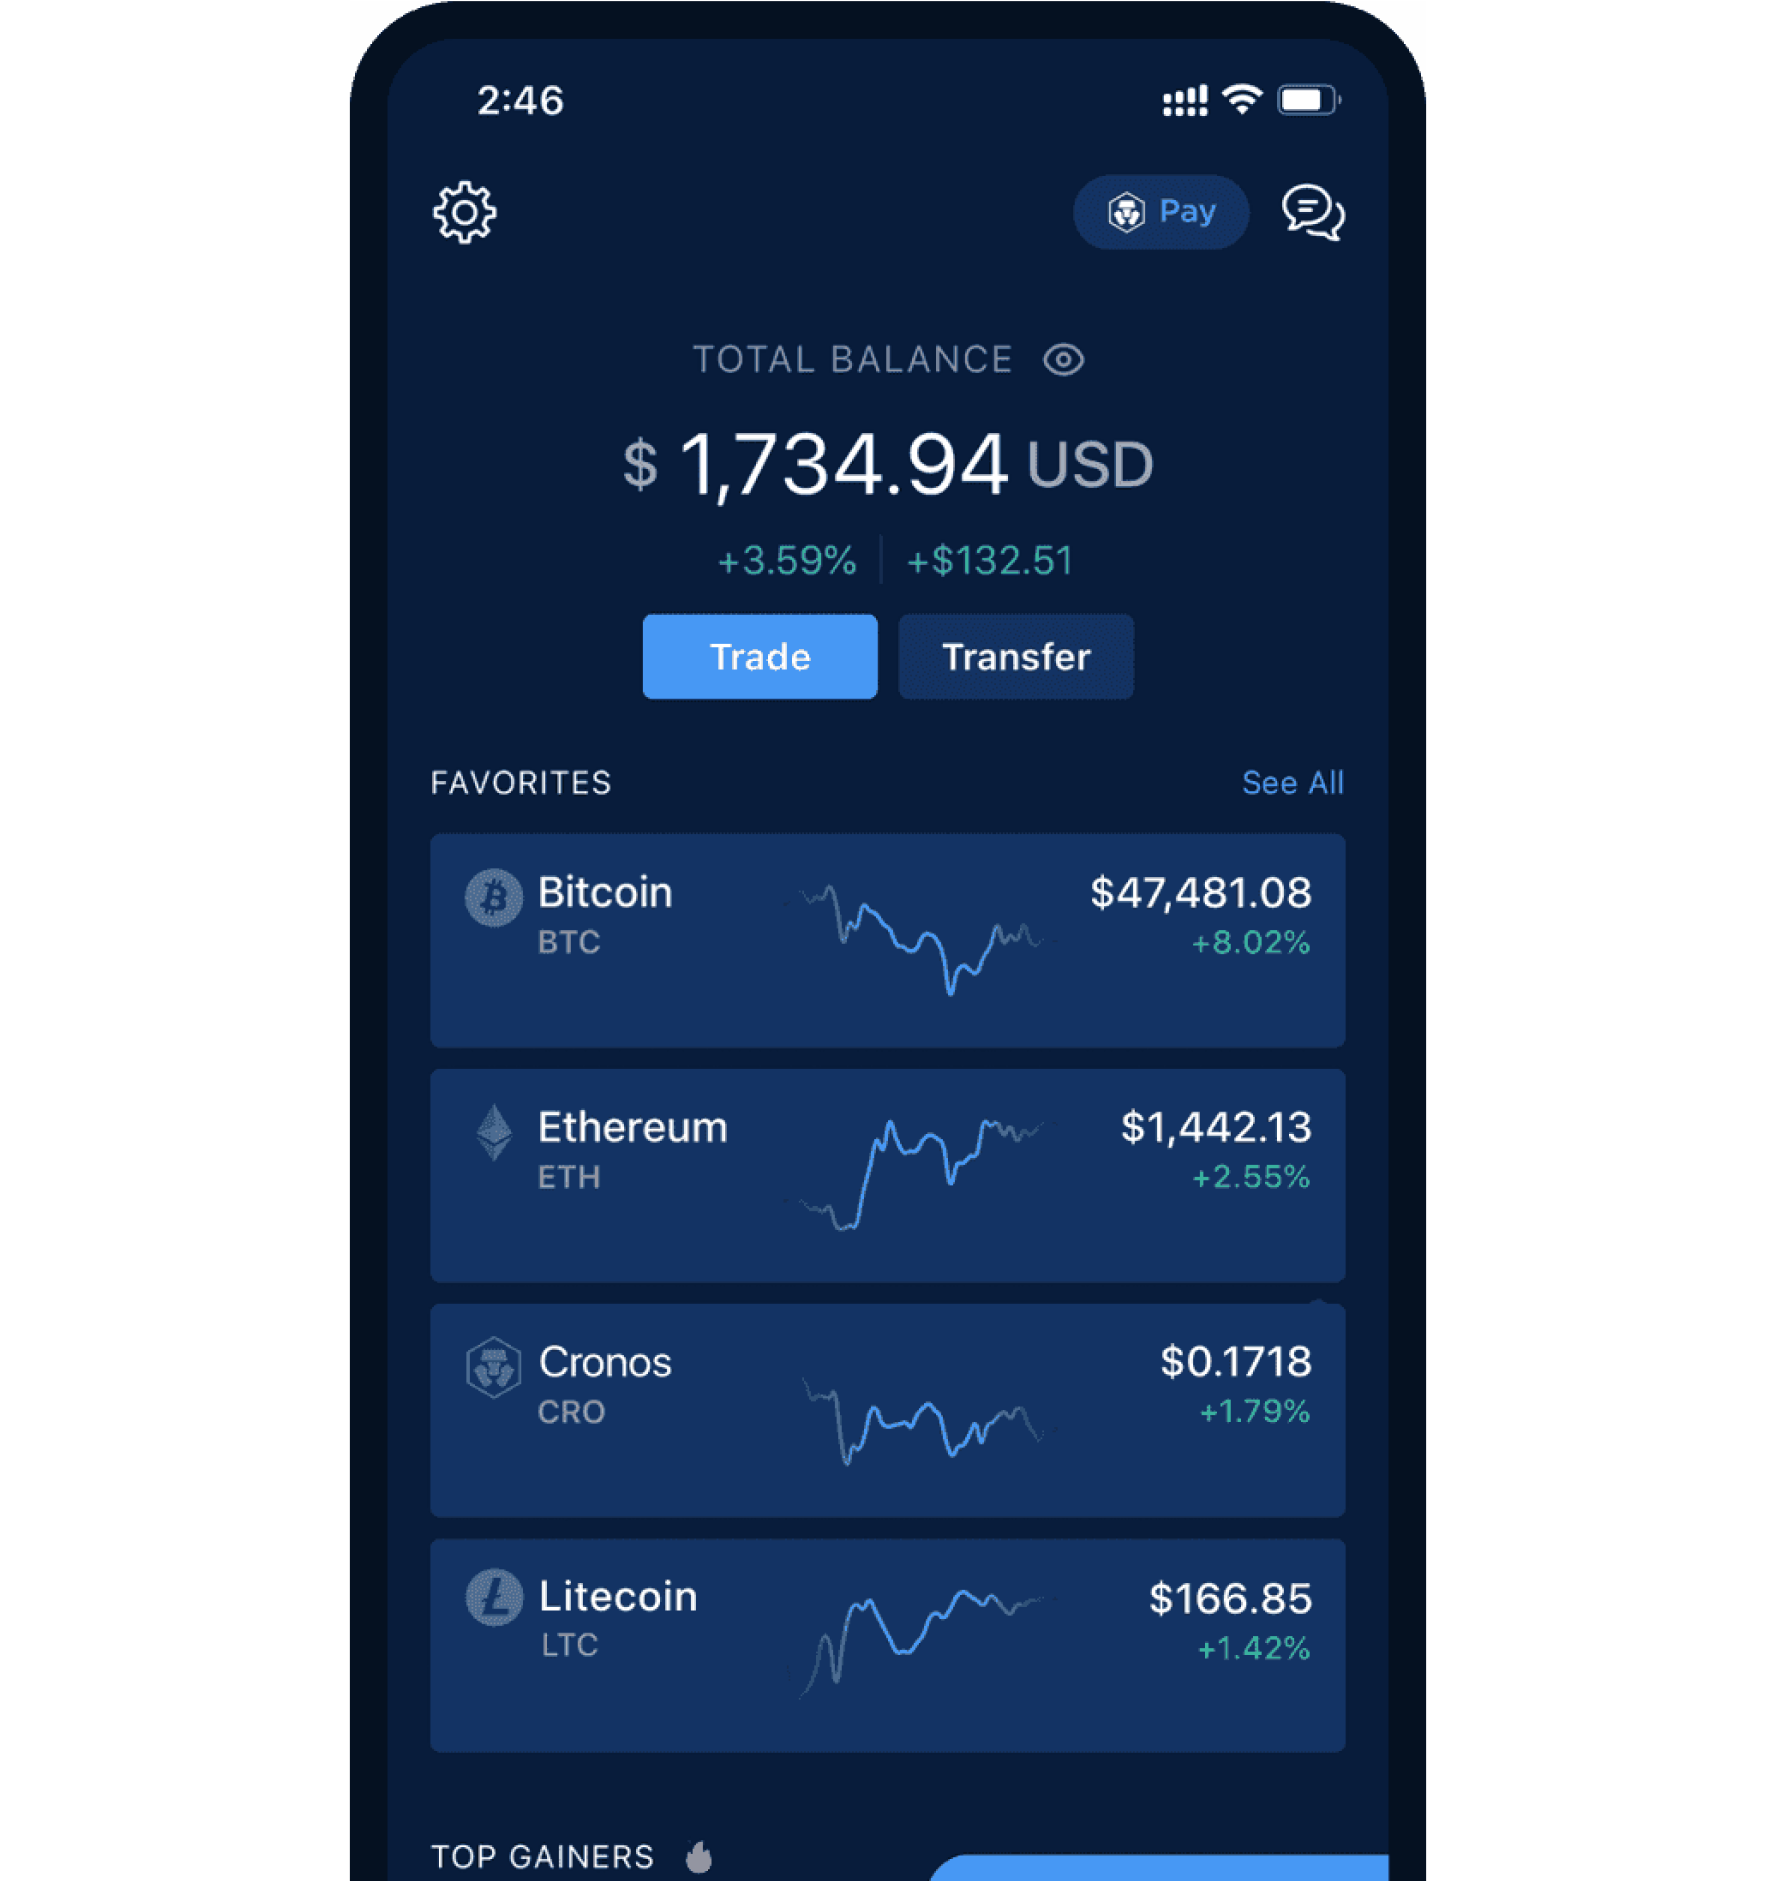 2:46
Pay
TOTAL BALANCE
$ 1,734.94 USD
+3.59% +$132.51
Trade Transfer
FAVORITES See All
Bitcoin $47,481.08
BTC +8.02%
Ethereum $1,442.13
ETH +2.55%
Cronos $0.1718
CRO +1.79%
Litecoin $166.85
LTC +1.42%
TOP GAINERS